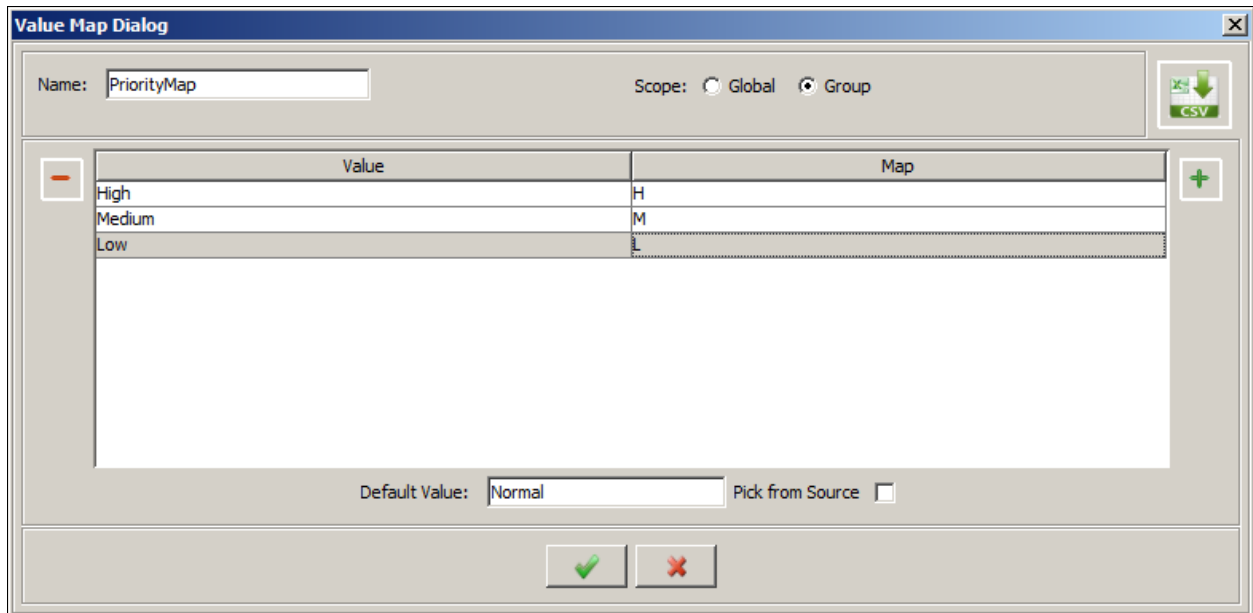 Value Map Dialog
Name: PriorityMap Scope: Global Group
CSV
Value Map
High H
Medium M
Low L
Default Value: Normal Pick from Source